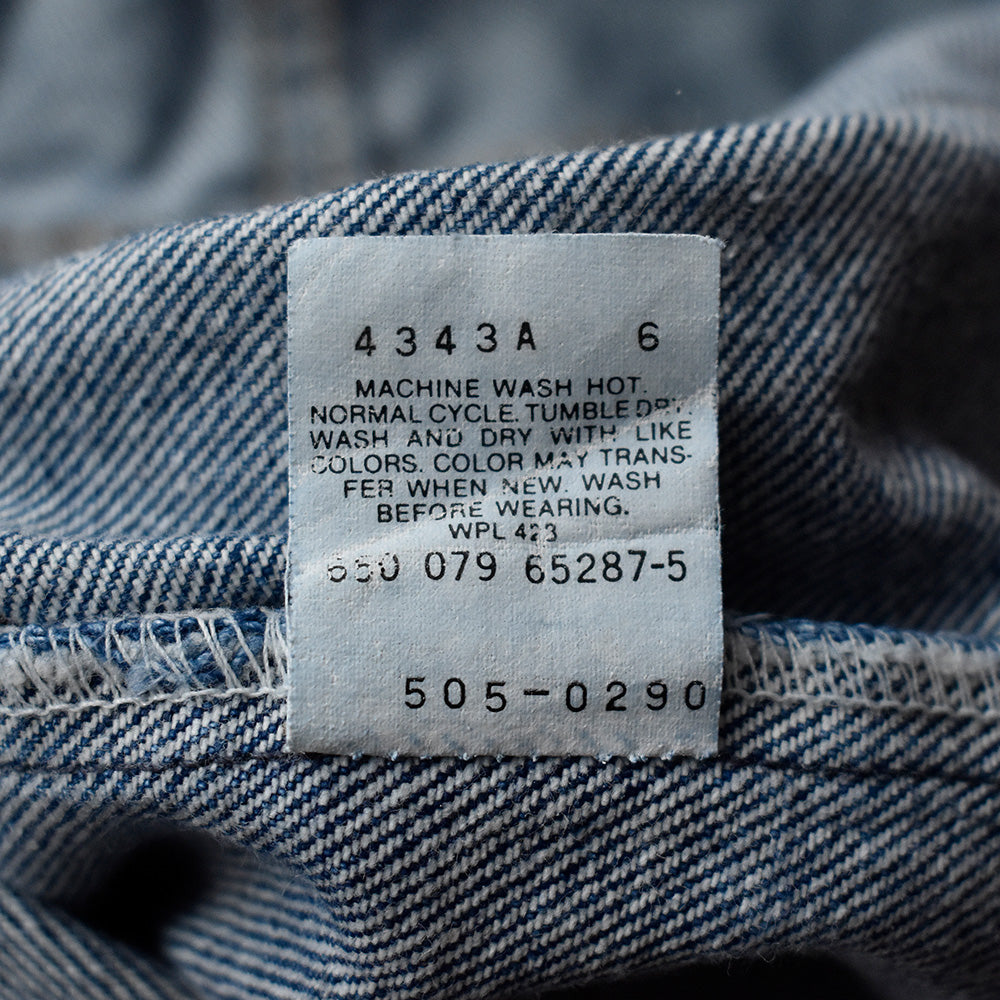 4343A 6
MACHINE WASH HOT.
NORMAL CYCLE. TUMBLE DRY.
WASH AND DRY WITH LIKE
COLORS. COLOR MAY TRANS-
FER WHEN NEW. WASH
BEFORE WEARING.
WPL 423
650 079 65287-5
505-0290